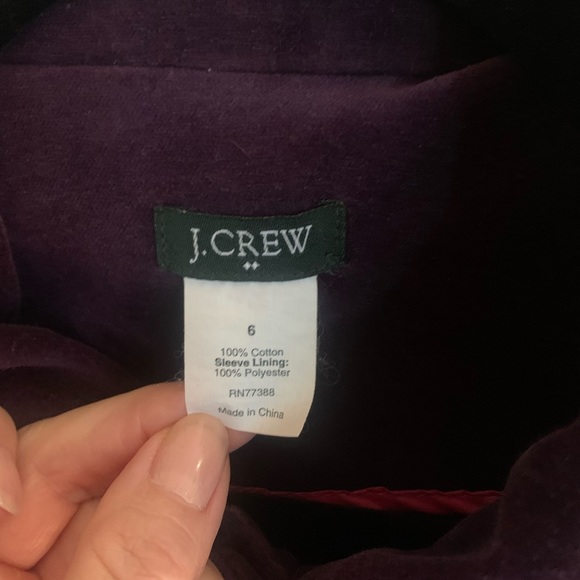 J.CREW
6
100% Cotton
Sleeve Lining:
100% Polyester
RN77388
Made in China